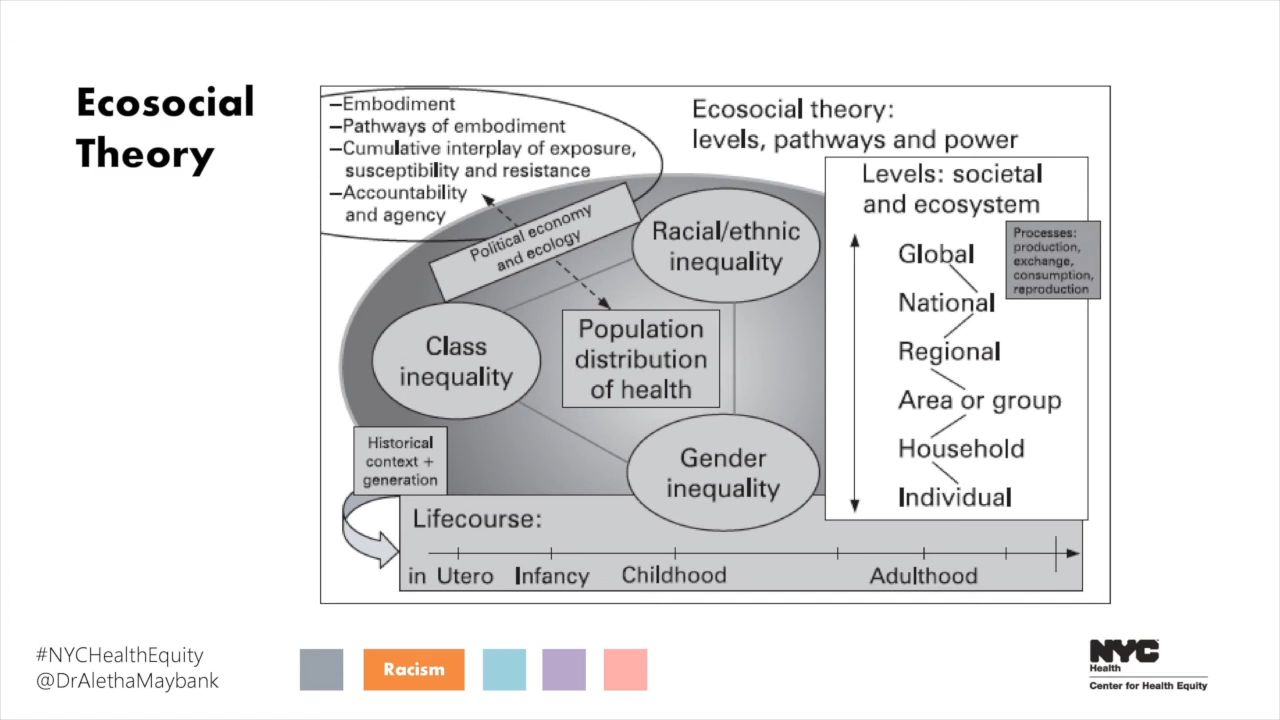 Ecosocial
Theory
–Embodiment
–Pathways of embodiment
–Cumulative interplay of exposure,
susceptibility and resistance
–Accountability
and agency
Ecosocial theory:
levels, pathways and power
Political economy
and ecology
Racial/ethnic
inequality
Class
inequality
Population
distribution
of health
Gender
inequality
Levels: societal
and ecosystem
Processes:
production,
exchange,
consumption,
reproduction
Global
National
Regional
Area or group
Household
Individual
Historical
context +
generation
Lifecourse:
in Utero Infancy Childhood Adulthood
#NYCHealthEquity
@DrAlethaMaybank
Racism
NYC
Health
Center for Health Equity